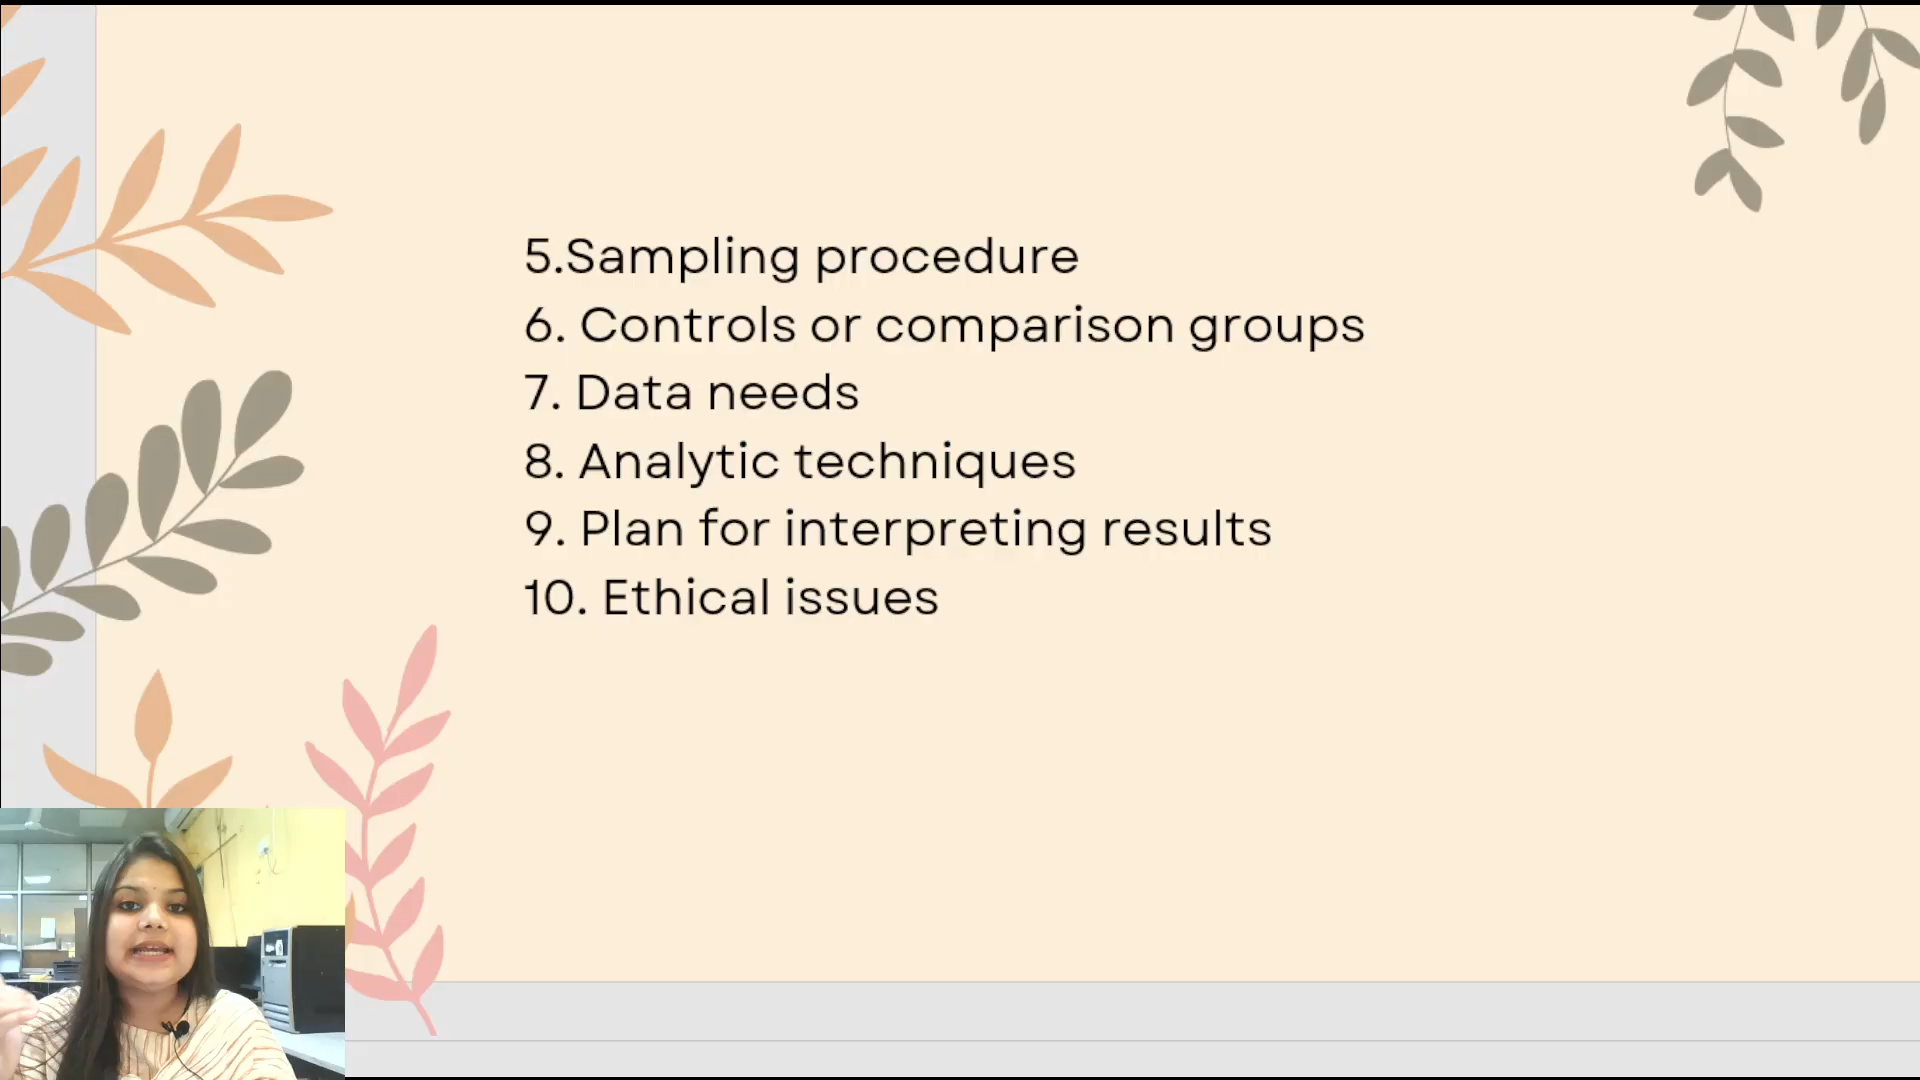 5.Sampling procedure
6. Controls or comparison groups
7. Data needs
8. Analytic techniques
9. Plan for interpreting results
10. Ethical issues